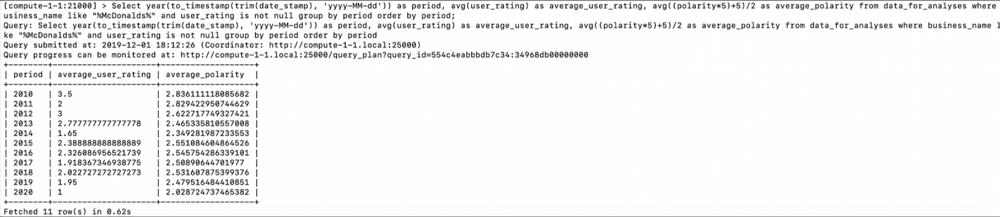 [compute-1-1:21000] > Select year(to_timestamp(trim(date_stamp), 'yyyy-MM-dd')) as period, avg(user_rating) as average_user_rating, avg((polarity*5)+5)/2 as average_polarity from data_for_analyses where b
usiness_name like "%McDonalds%" and user_rating is not null group by period order by period;
Query: Select year(to_timestamp(trim(date_stamp), 'yyyy-MM-dd')) as period, avg(user_rating) as average_user_rating, avg((polarity*5)+5)/2 as average_polarity from data_for_analyses where business_name l
ke "%McDonalds%" and user_rating is not null group by period order by period
Query submitted at: 2019-12-01 18:12:26 (Coordinator: http://compute-1-1.local:25000)
Query progress can be monitored at: http://compute-1-1.local:25000/query_plan?query_id=554c4eabbbdb7c34:34968db00000000
+--------+---------------------+-------------------+
| period | average_user_rating | average_polarity  |
+--------+---------------------+-------------------+
| 2010   | 3.5                 | 2.836111118085682 |
| 2011   | 2                   | 2.829422950744629 |
| 2012   | 3                   | 2.622717749327421 |
| 2013   | 2.777777777777778   | 2.465335810557008 |
| 2014   | 1.65                | 2.349281987233553 |
| 2015   | 2.388888888888889   | 2.551084604864526 |
| 2016   | 2.326086956521739   | 2.545754286339101 |
| 2017   | 1.918367346938775   | 2.50890644701977  |
| 2018   | 2.022727272727273   | 2.531607875399376 |
| 2019   | 1.95                | 2.479516484410851 |
| 2020   | 1                   | 2.028724737465382 |
+--------+---------------------+-------------------+
Fetched 11 row(s) in 0.62s